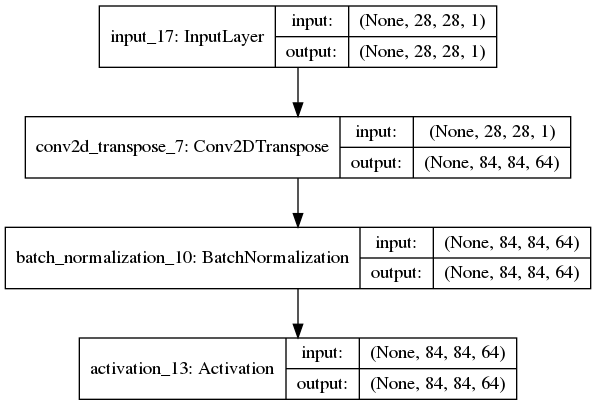 input_17: InputLayer
input: (None, 28, 28, 1)
output: (None, 28, 28, 1)
conv2d_transpose_7: Conv2DTranspose
input: (None, 28, 28, 1)
output: (None, 84, 84, 64)
batch_normalization_10: BatchNormalization
input: (None, 84, 84, 64)
output: (None, 84, 84, 64)
activation_13: Activation
input: (None, 84, 84, 64)
output: (None, 84, 84, 64)